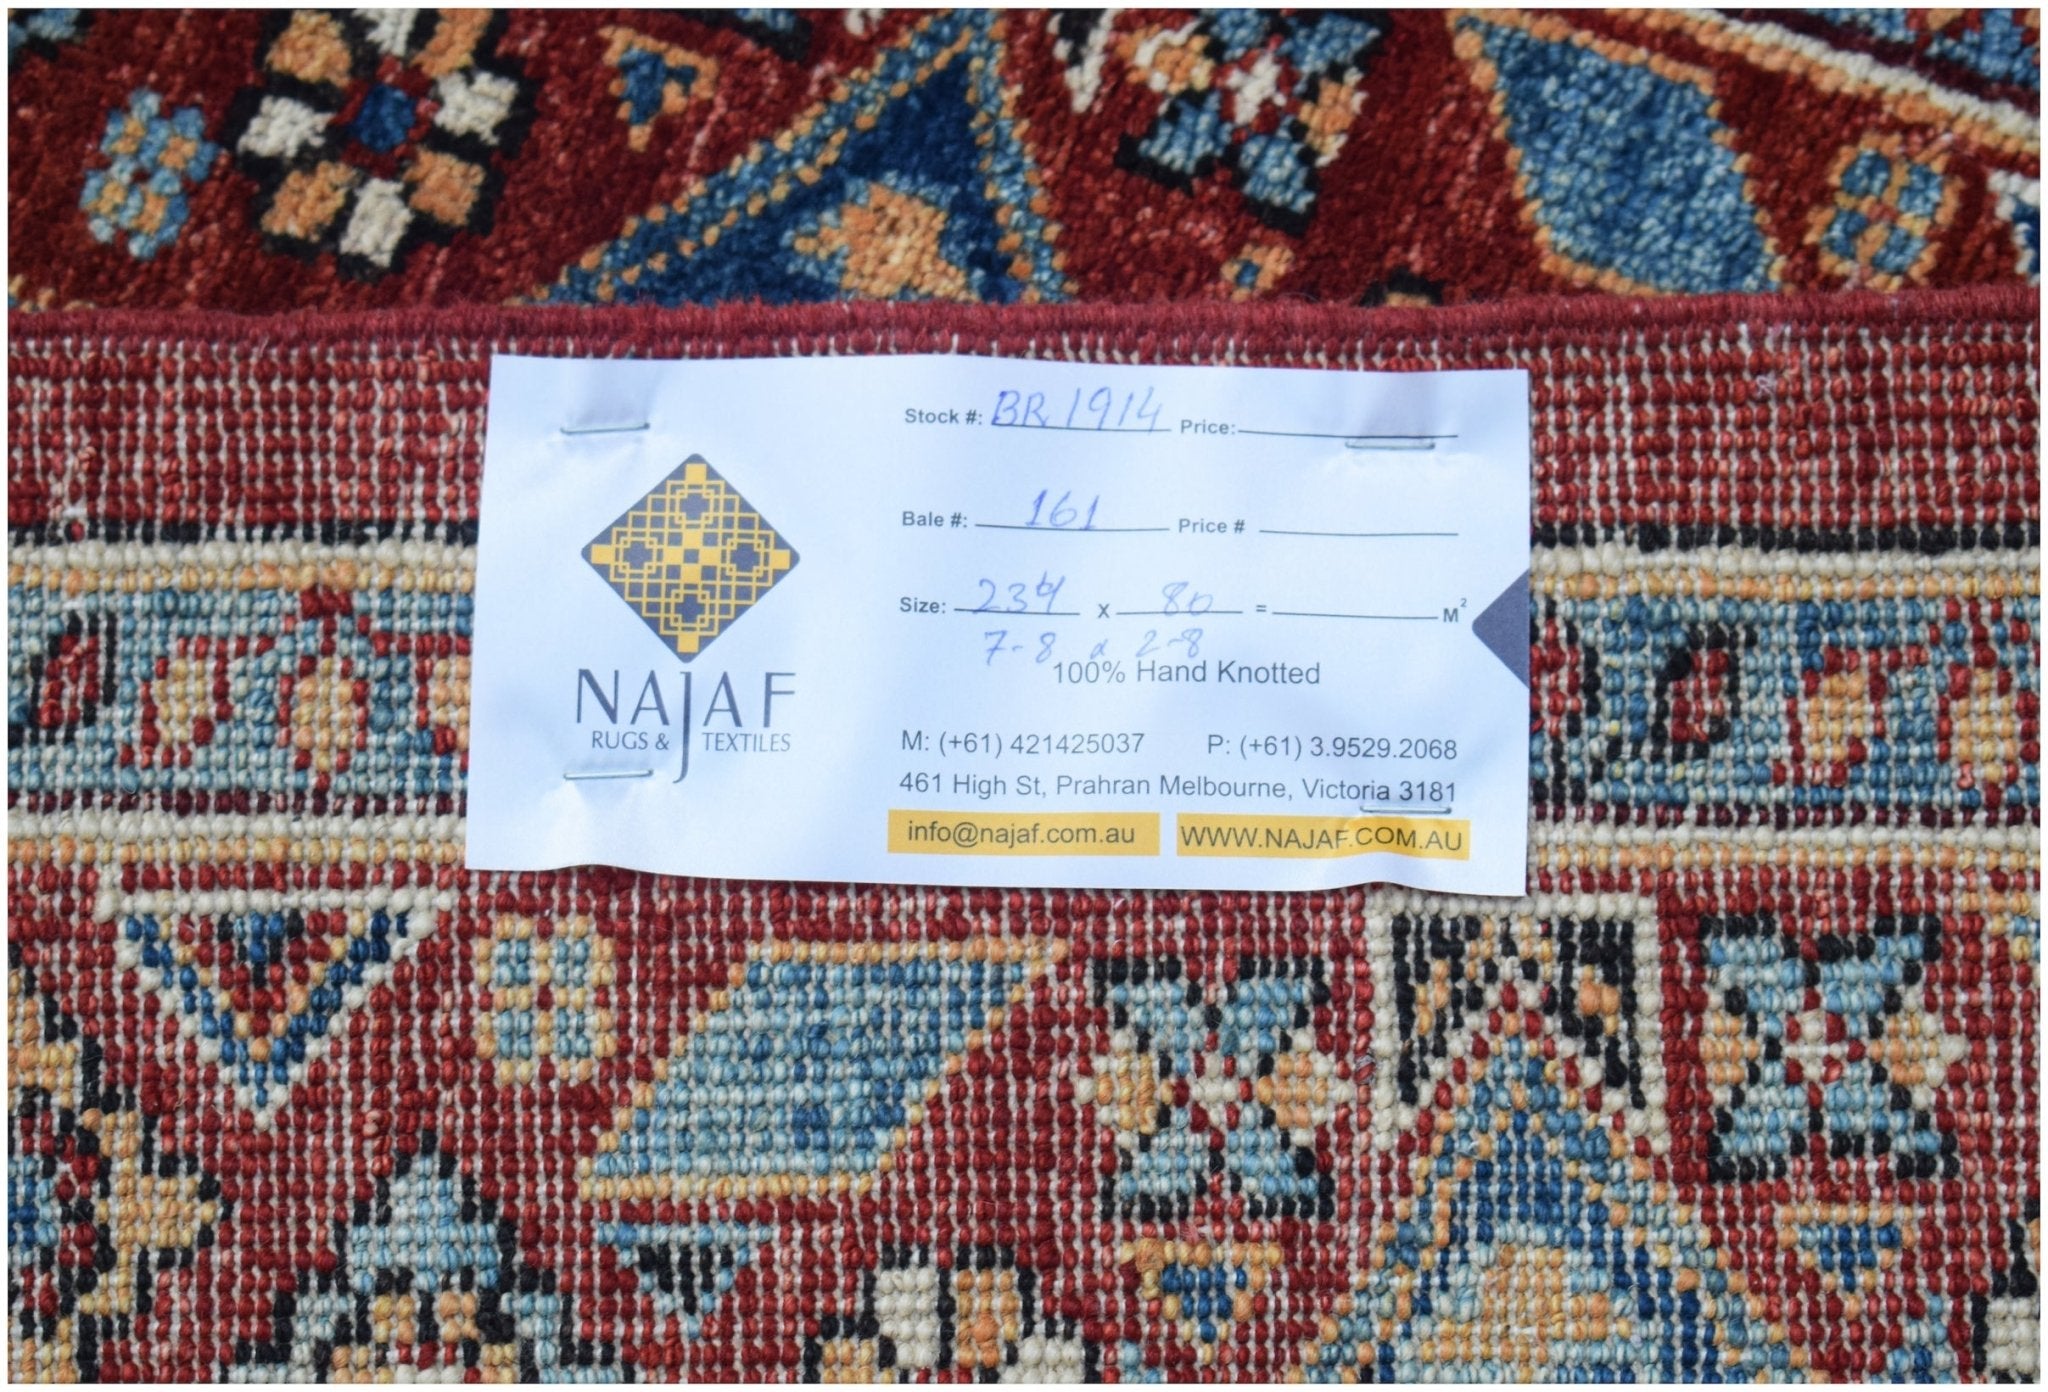 Stock #: BR1914 Price:
Bale #: 161 Price #
Size: 234 x 80 = M²
7-8 x 2-8
100% Hand Knotted
NAJAF
RUGS & TEXTILES
M: (+61) 421425037 P: (+61) 3.9529.2068
461 High St, Prahran Melbourne, Victoria 3181
info@najaf.com.au WWW.NAJAF.COM.AU